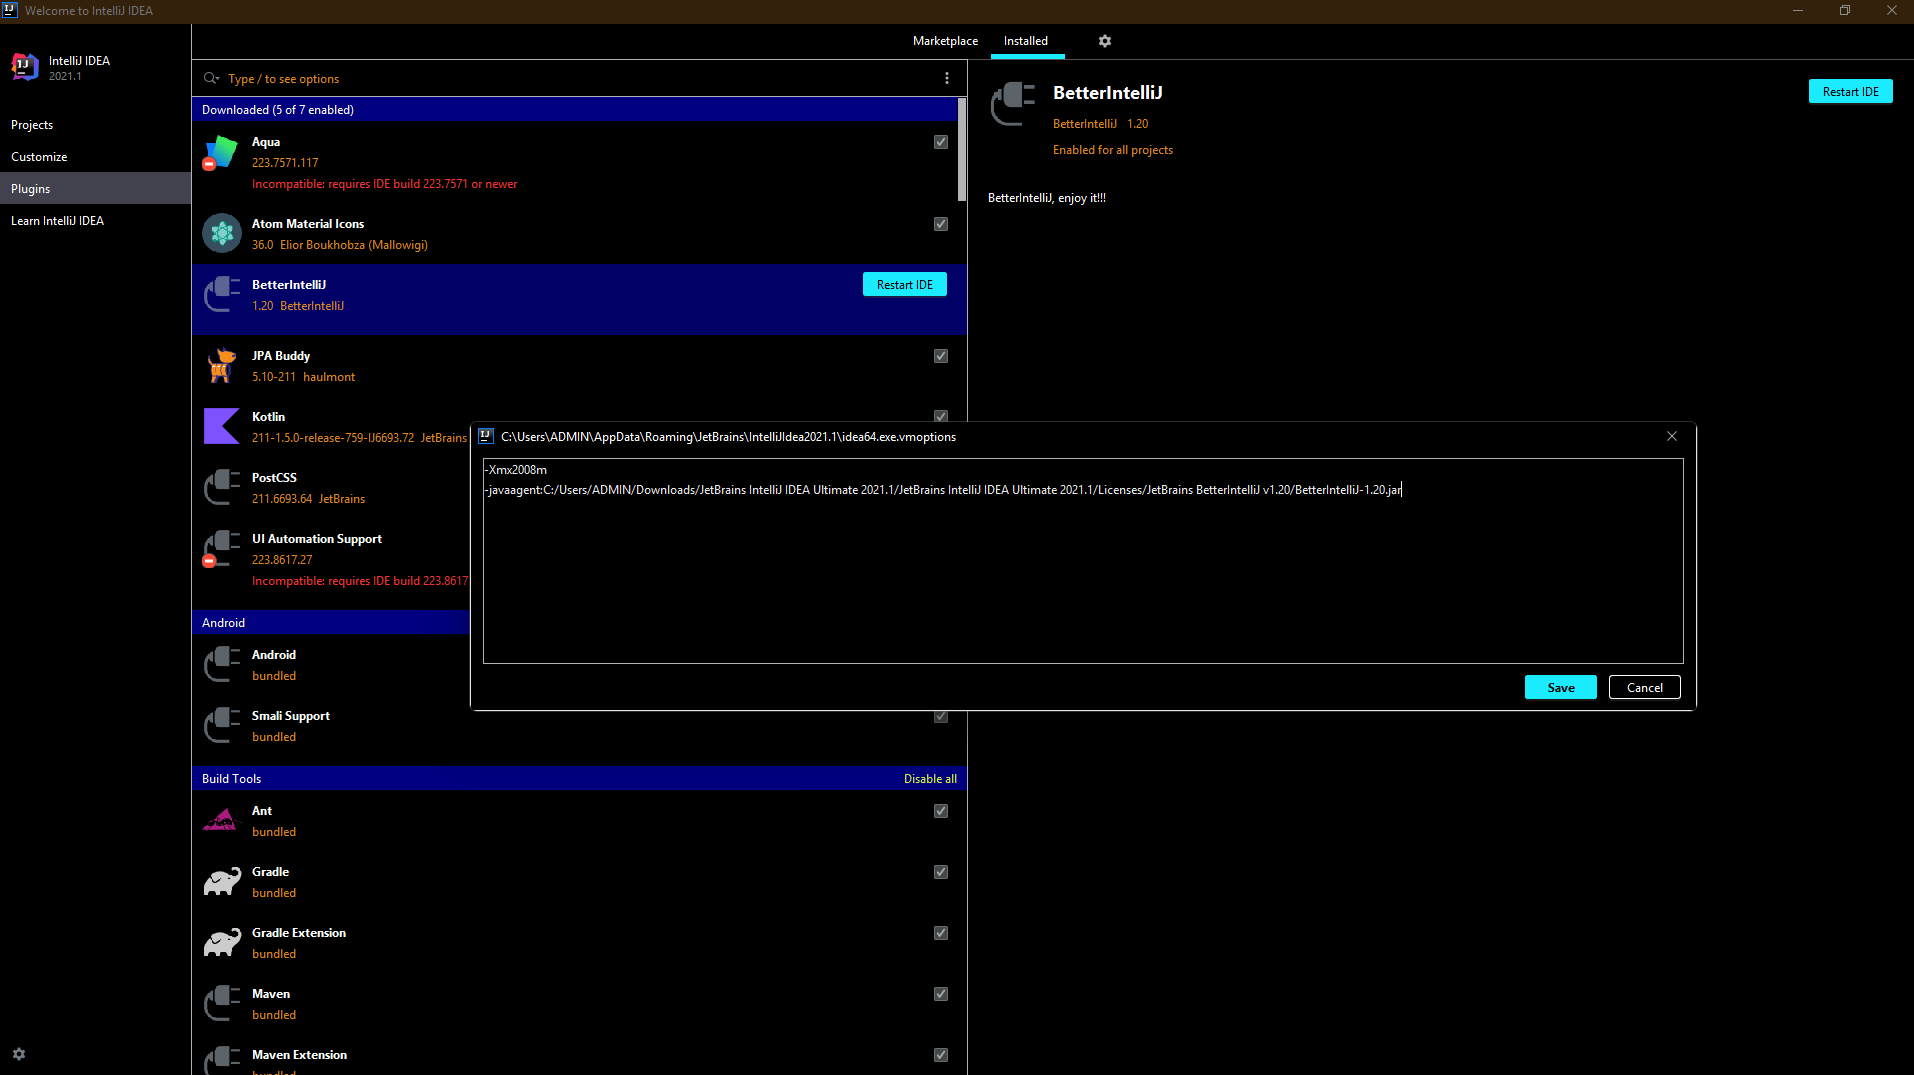 Welcome to IntelliJ IDEA
IntelliJ IDEA
2021.1
Projects
Customize
Plugins
Learn IntelliJ IDEA
Marketplace
Installed
Type / to see options
Downloaded (5 of 7 enabled)
Aqua
223.7571.117
Incompatible: requires IDE build 223.7571 or newer
Atom Material Icons
36.0 Elior Boukhobza (Mallowigi)
BetterIntelliJ
1.20 BetterIntelliJ
Restart IDE
JPA Buddy
5.10-211 haulmont
Kotlin
211-1.5.0-release-759-IJ6693.72 JetBrains
PostCSS
211.6693.64 JetBrains
UI Automation Support
223.8617.27
Incompatible: requires IDE build 223.8617
Android
Android
bundled
Smali Support
bundled
Build Tools
Disable all
Ant
bundled
Gradle
bundled
Gradle Extension
bundled
Maven
bundled
Maven Extension
bundled
BetterIntelliJ
Restart IDE
BetterIntelliJ 1.20
Enabled for all projects
BetterIntelliJ, enjoy it!!!
C:\Users\ADMIN\AppData\Roaming\JetBrains\IntelliJIdea2021.1\idea64.exe.vmoptions
-Xmx2008m
-javaagent:C:/Users/ADMIN/Downloads/JetBrains IntelliJ IDEA Ultimate 2021.1/JetBrains IntelliJ IDEA Ultimate 2021.1/Licenses/JetBrains BetterIntelliJ v1.20/BetterIntelliJ-1.20.jar
Save
Cancel